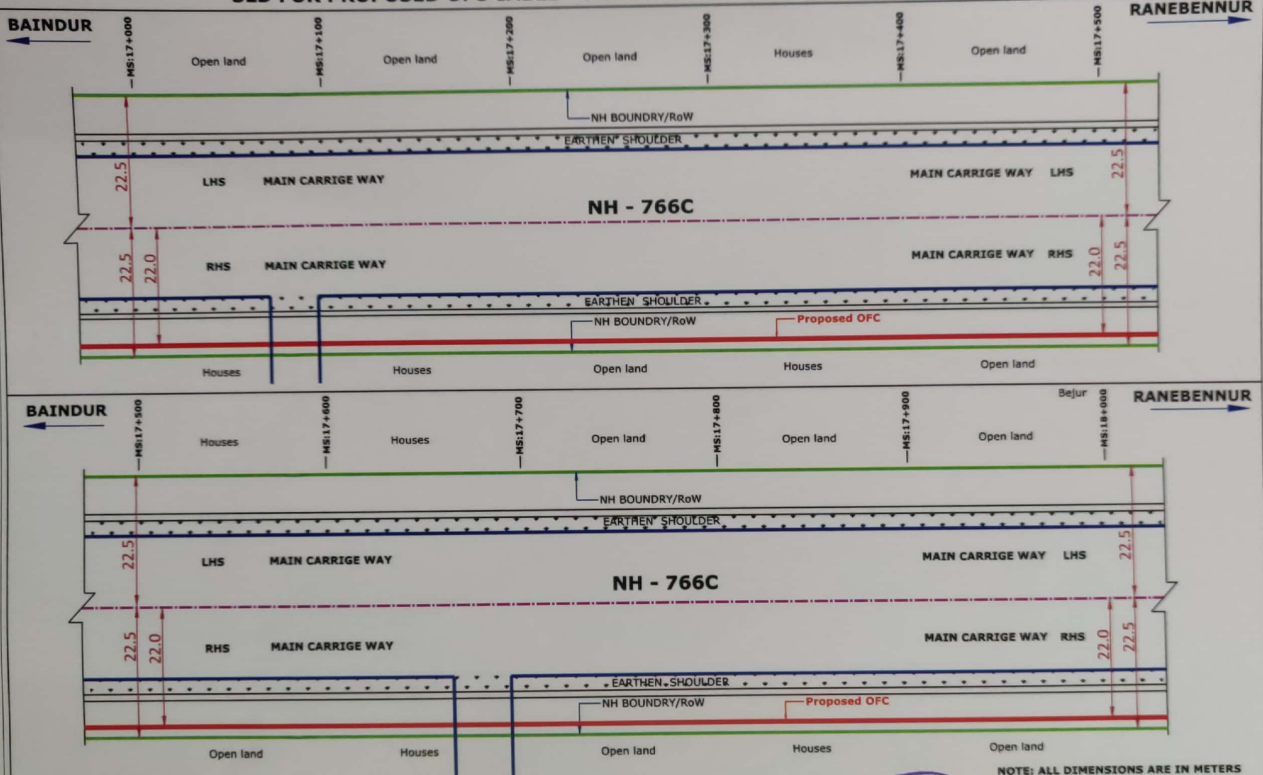 BAINDUR
RANEBENNUR
MS:17+000
MS:17+100
MS:17+200
MS:17+300
MS:17+400
MS:17+500
Open land
Open land
Open land
Houses
Open land
NH BOUNDRY/RoW
EARTHEN SHOULDER
22.5
22.5
LHS MAIN CARRIGE WAY
MAIN CARRIGE WAY LHS
NH - 766C
22.5
22.0
22.0
22.5
RHS MAIN CARRIGE WAY
MAIN CARRIGE WAY RHS
EARTHEN SHOULDER
NH BOUNDRY/RoW
Proposed OFC
Houses
Houses
Open land
Houses
Open land
BAINDUR
Bejur
RANEBENNUR
MS:17+500
MS:17+600
MS:17+700
MS:17+800
MS:17+900
MS:18+000
Houses
Houses
Open land
Open land
Open land
NH BOUNDRY/RoW
EARTHEN SHOULDER
22.5
22.5
LHS MAIN CARRIGE WAY
MAIN CARRIGE WAY LHS
NH - 766C
22.5
22.0
22.0
22.5
RHS MAIN CARRIGE WAY
MAIN CARRIGE WAY RHS
EARTHEN SHOULDER
NH BOUNDRY/RoW
Proposed OFC
Open land
Houses
Open land
Houses
Open land
NOTE: ALL DIMENSIONS ARE IN METERS